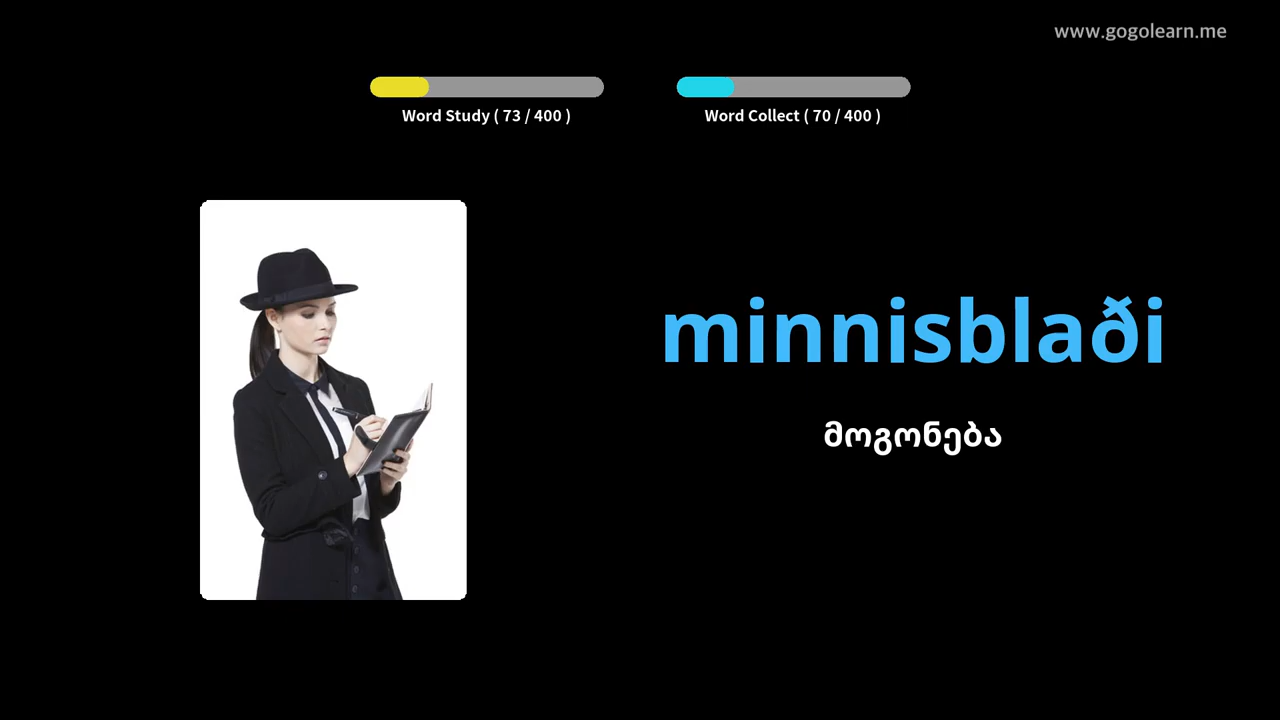 www.gogolearn.me
Word Study ( 73 / 400 )
Word Collect ( 70 / 400 )
minnisblaði
მოგონება